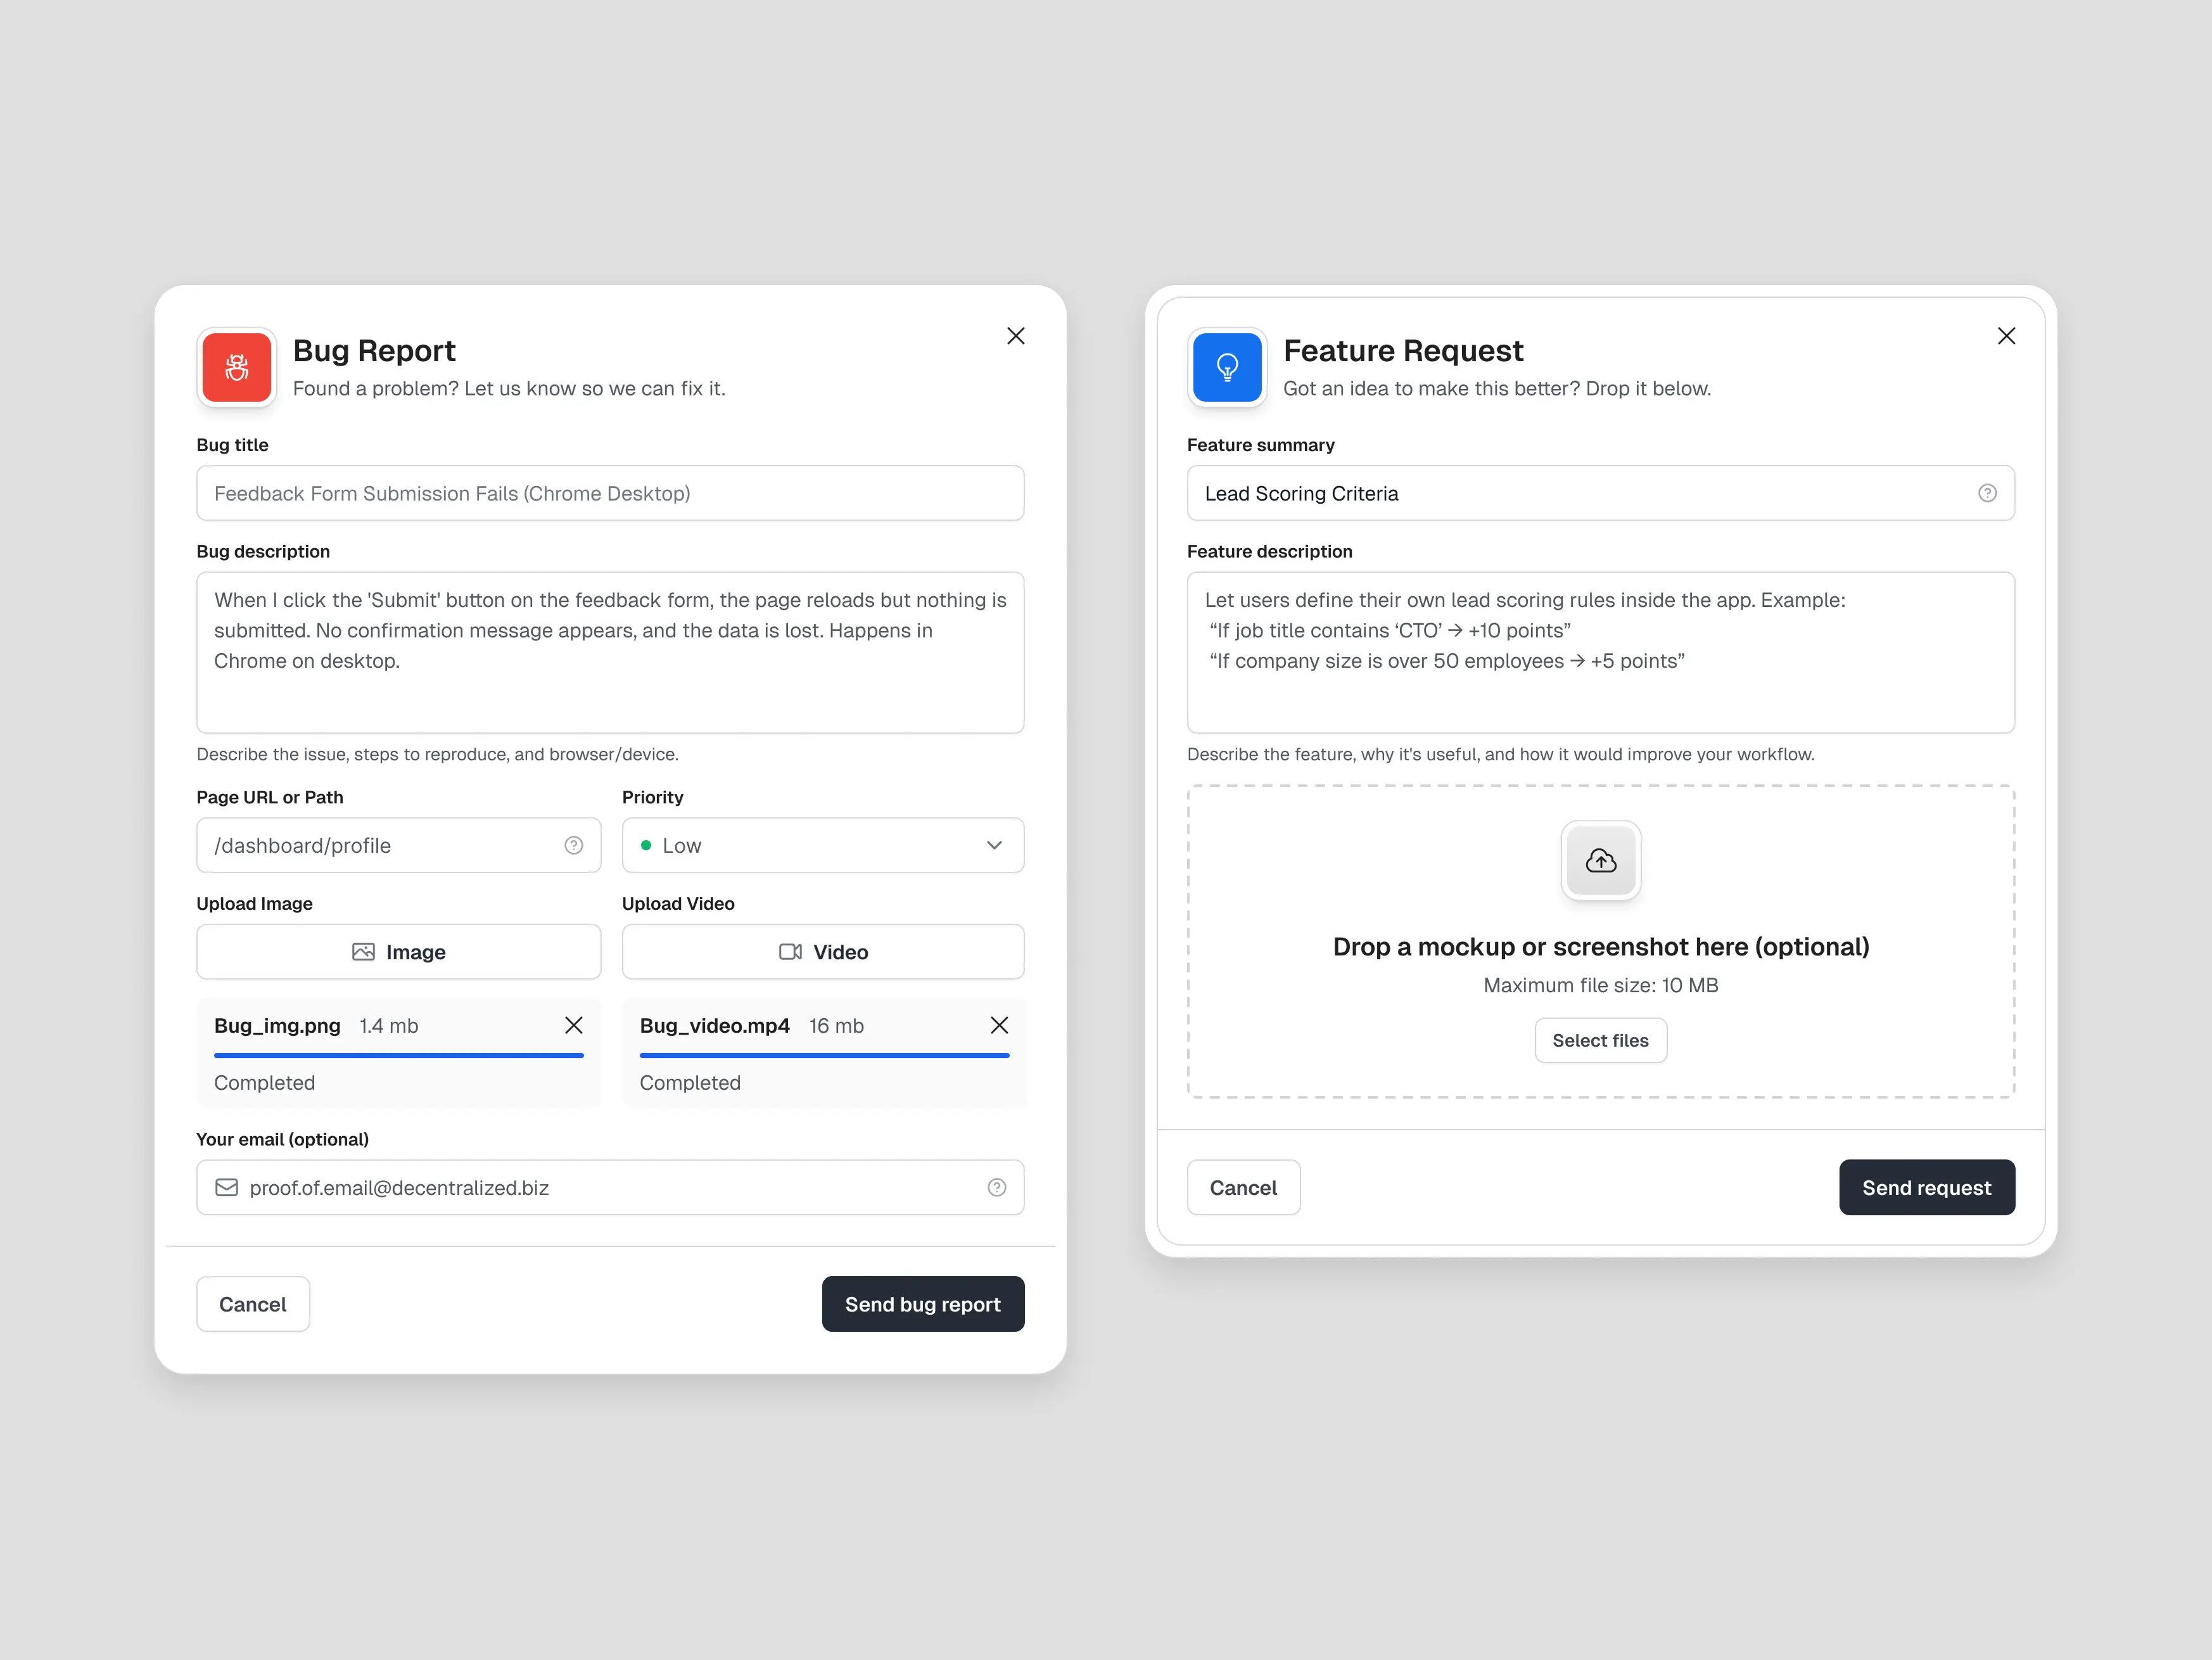 Bug Report
Found a problem? Let us know so we can fix it.
Bug title
Feedback Form Submission Fails (Chrome Desktop)
Bug description
When I click the 'Submit' button on the feedback form, the page reloads but nothing is
submitted. No confirmation message appears, and the data is lost. Happens in
Chrome on desktop.
Describe the issue, steps to reproduce, and browser/device.
Page URL or Path
Priority
/dashboard/profile
Low
Upload Image
Upload Video
Image
Video
Bug_img.png 1.4 mb
Completed
Bug_video.mp4 16 mb
Completed
Your email (optional)
proof.of.email@decentralized.biz
Cancel
Send bug report
Feature Request
Got an idea to make this better? Drop it below.
Feature summary
Lead Scoring Criteria
Feature description
Let users define their own lead scoring rules inside the app. Example:
“If job title contains ‘CTO’ → +10 points”
“If company size is over 50 employees → +5 points”
Describe the feature, why it's useful, and how it would improve your workflow.
Drop a mockup or screenshot here (optional)
Maximum file size: 10 MB
Select files
Cancel
Send request